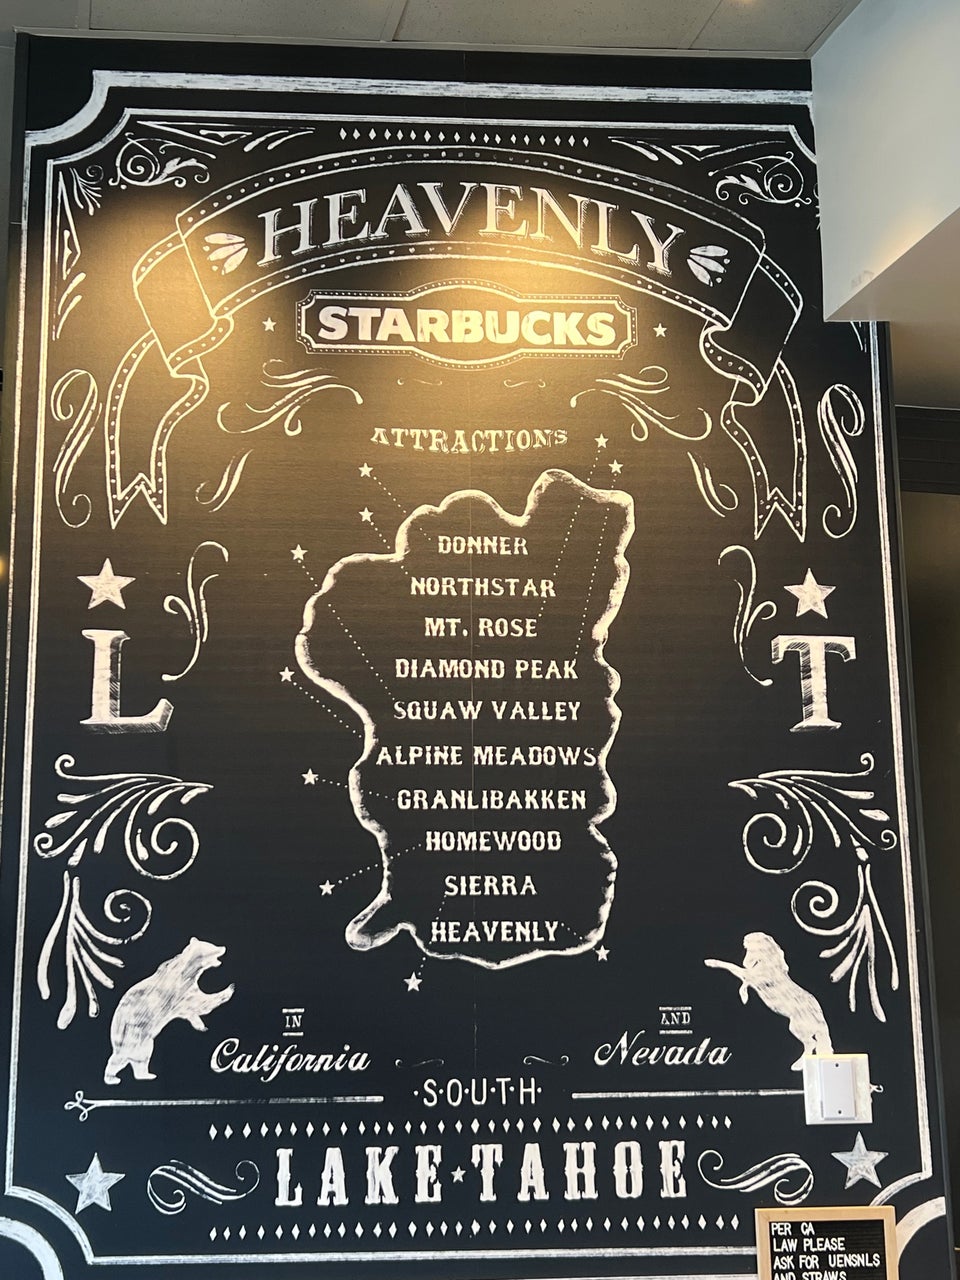 HEAVENLY
STARBUCKS
ATTRACTIONS
DONNER
NORTHSTAR
MT. ROSE
DIAMOND PEAK
SQUAW VALLEY
ALPINE MEADOWS
GRANLIBAKKEN
HOMEWOOD
SIERRA
HEAVENLY
L
T
IN
California
AND
Nevada
·S·O·U·T·H·
LAKE TAHOE
PER CA
LAW PLEASE
ASK FOR UENSNLS
AND STRAWS